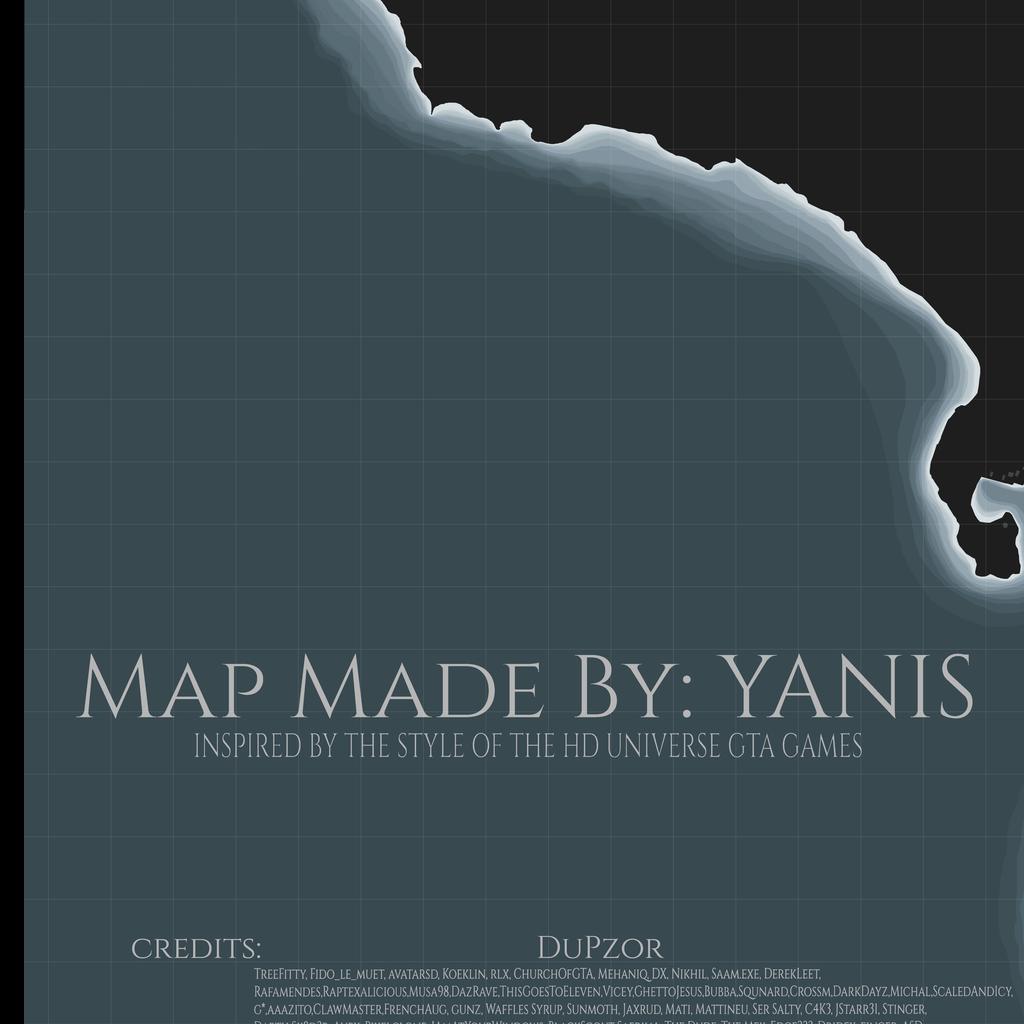 Map Made By: YANIS
INSPIRED BY THE STYLE OF THE HD UNIVERSE GTA GAMES
CREDITS: DuPzor
TreeFitty, Fido_le_muet, avatarsd, Koeklin, rlx, ChurchOfGTA, Mehaniq, DX, Nikhil, Saam.exe, DerekLeet,
Rafamendes,Raptexalicious,Musa98,DazRave,ThisGoesToEleven,Vicey,GhettoJesus,Bubba,Squnard,Crossm,DarkDayz,Michal,ScaledAndIcy,
G*,aaazito,ClawMaster,FrenchAug, gunz, Waffles Syrup, Sunmoth, Jaxrud, Mati, Mattineu, Ser Salty, C4K3, JStarr31, Stinger,